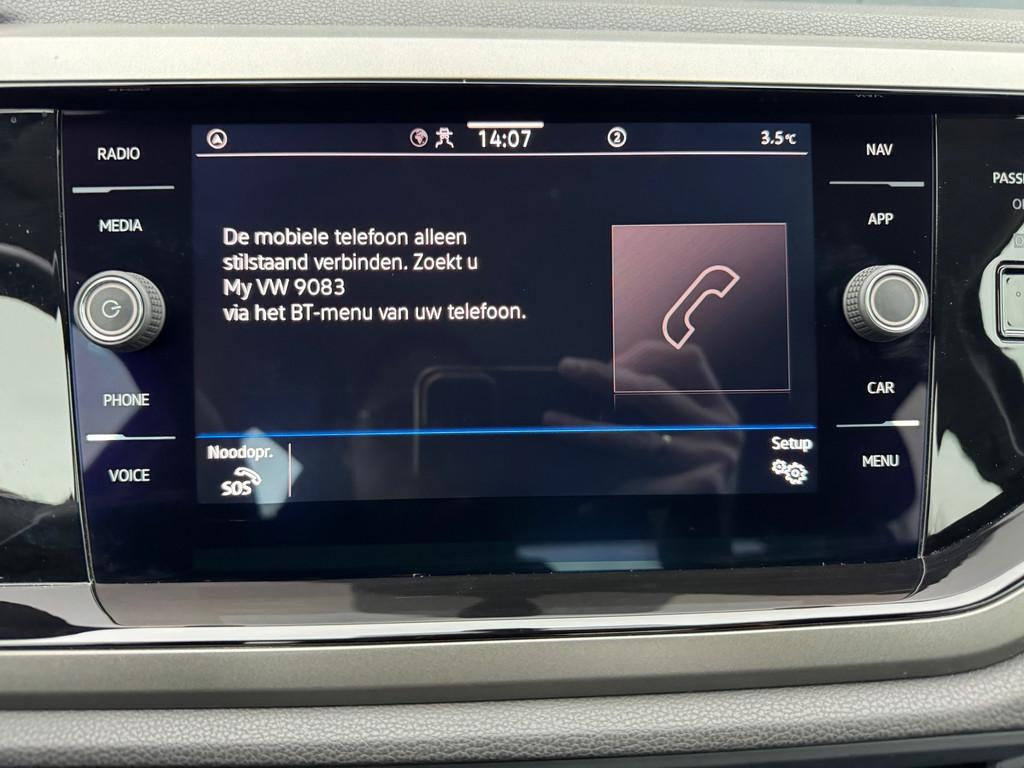 RADIO
MEDIA
PHONE
VOICE
14:07
2
3.5°C
De mobiele telefoon alleen
stilstaand verbinden. Zoekt u
My VW 9083
via het BT-menu van uw telefoon.
Noodopr.
SOS
Setup
NAV
APP
CAR
MENU